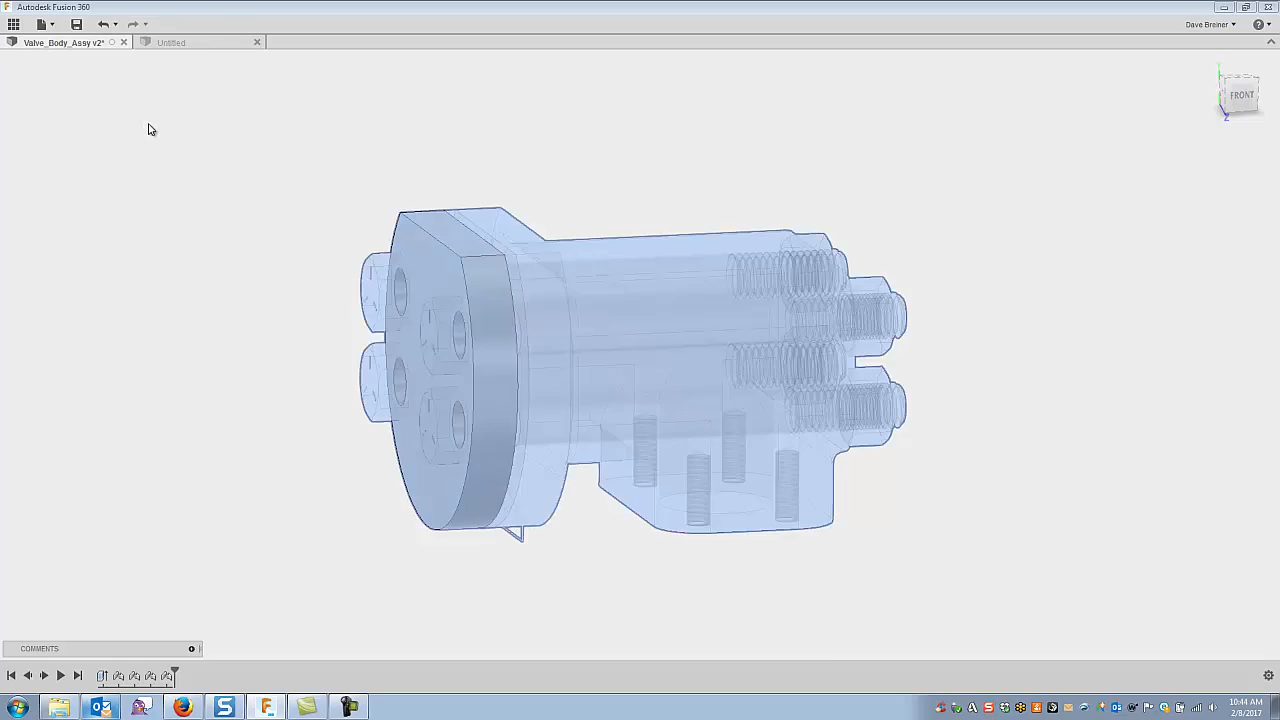 Autodesk Fusion 360
Dave Breiner
Valve_Body_Assy v2*
Untitled
FRONT
Z
COMMENTS
10:44 AM
2/8/2017